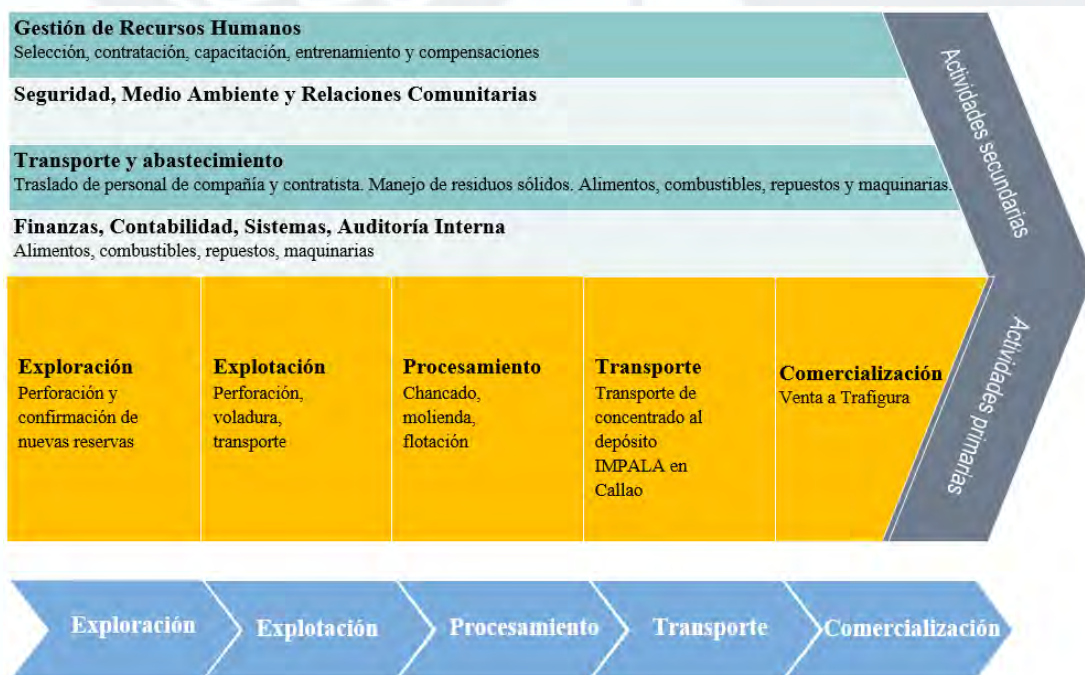 Gestión de Recursos Humanos
Selección, contratación, capacitación, entrenamiento y compensaciones
Seguridad, Medio Ambiente y Relaciones Comunitarias
Transporte y abastecimiento
Traslado de personal de compañía y contratista. Manejo de residuos sólidos. Alimentos, combustibles, repuestos y maquinarias.
Finanzas, Contabilidad, Sistemas, Auditoría Interna
Alimentos, combustibles, repuestos, maquinarias
Actividades secundarias
Exploración
Perforación y
confirmación de
nuevas reservas
Explotación
Perforación,
voladura,
transporte
Procesamiento
Chancado,
molienda,
flotación
Transporte
Transporte de
concentrado al
depósito
IMPALA en
Callao
Comercialización
Venta a Trafigura
Actividades primarias
Exploración
Explotación
Procesamiento
Transporte
Comercialización